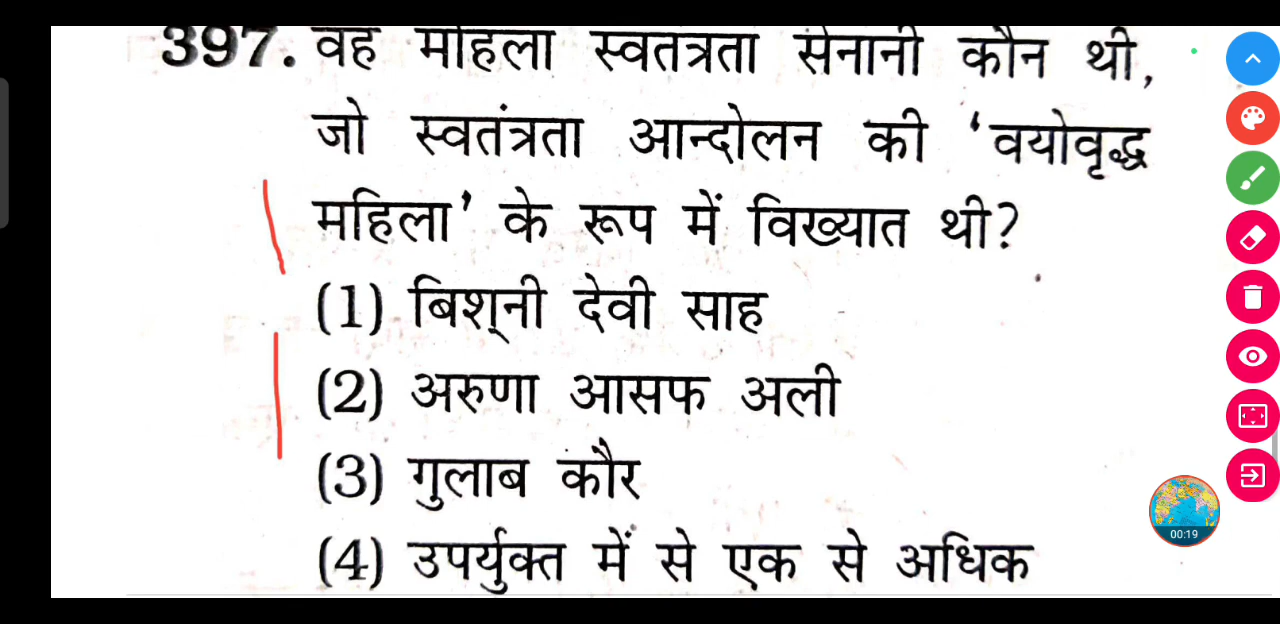 397. वह महिला स्वतंत्रता सेनानी कौन थी,
जो स्वतंत्रता आन्दोलन की ‘वयोवृद्ध
महिला’ के रूप में विख्यात थी?
(1) बिश्‌नी देवी साह
(2) अरुणा आसफ अली
(3) गुलाब कौर
00:19
(4) उपर्युक्त में से एक से अधिक